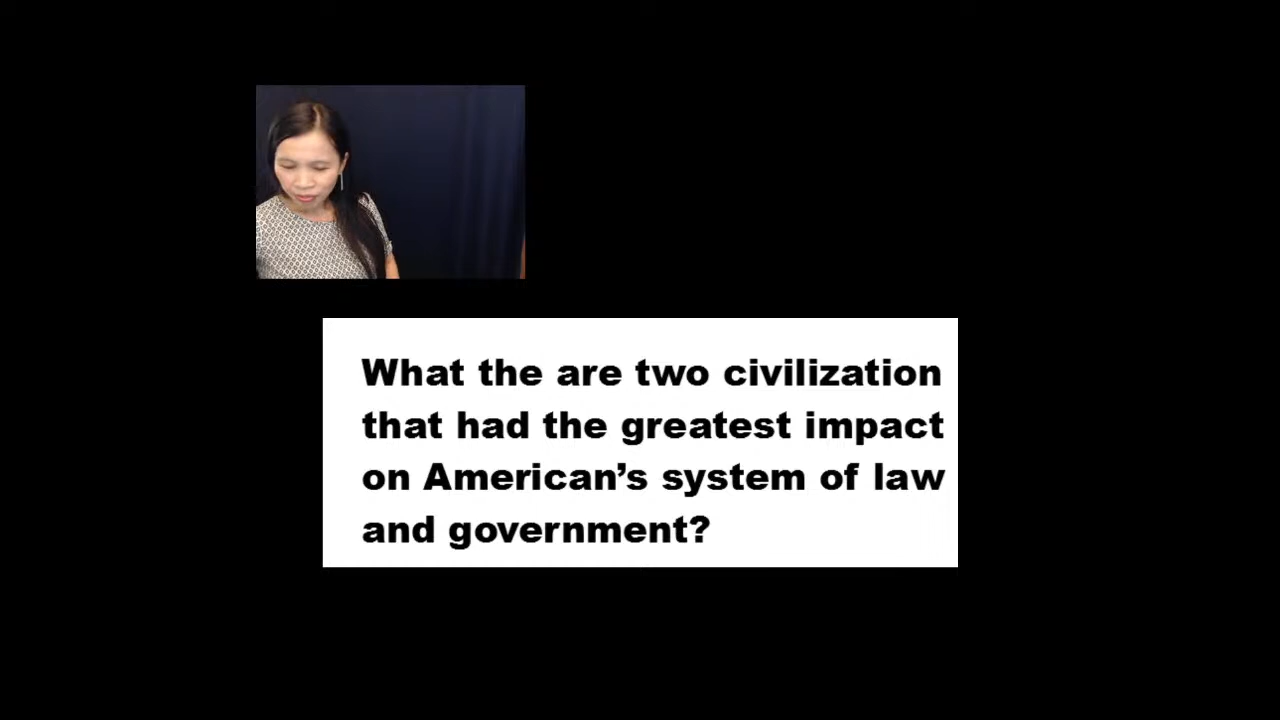 What the are two civilization
that had the greatest impact
on American’s system of law
and government?